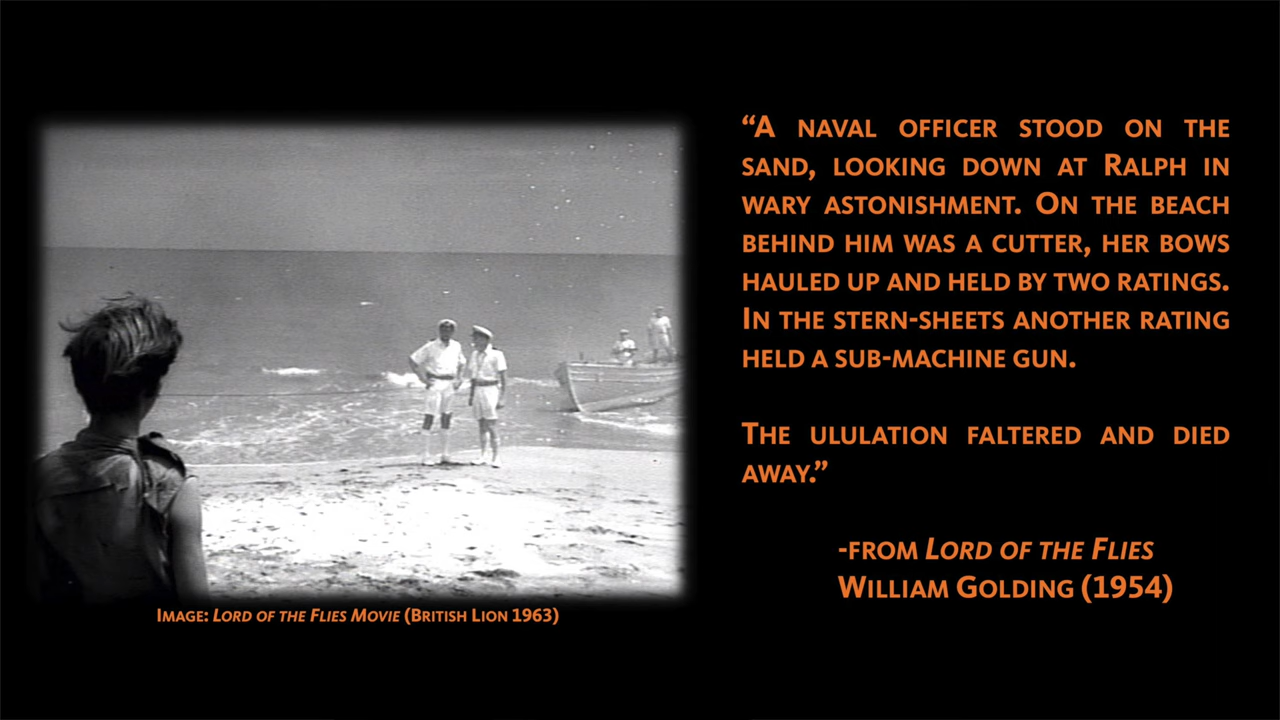 “A NAVAL OFFICER STOOD ON THE
SAND, LOOKING DOWN AT RALPH IN
WARY ASTONISHMENT. ON THE BEACH
BEHIND HIM WAS A CUTTER, HER BOWS
HAULED UP AND HELD BY TWO RATINGS.
IN THE STERN-SHEETS ANOTHER RATING
HELD A SUB-MACHINE GUN.
THE ULULATION FALTERED AND DIED
AWAY.”
-FROM LORD OF THE FLIES
WILLIAM GOLDING (1954)
IMAGE: LORD OF THE FLIES MOVIE (BRITISH LION 1963)